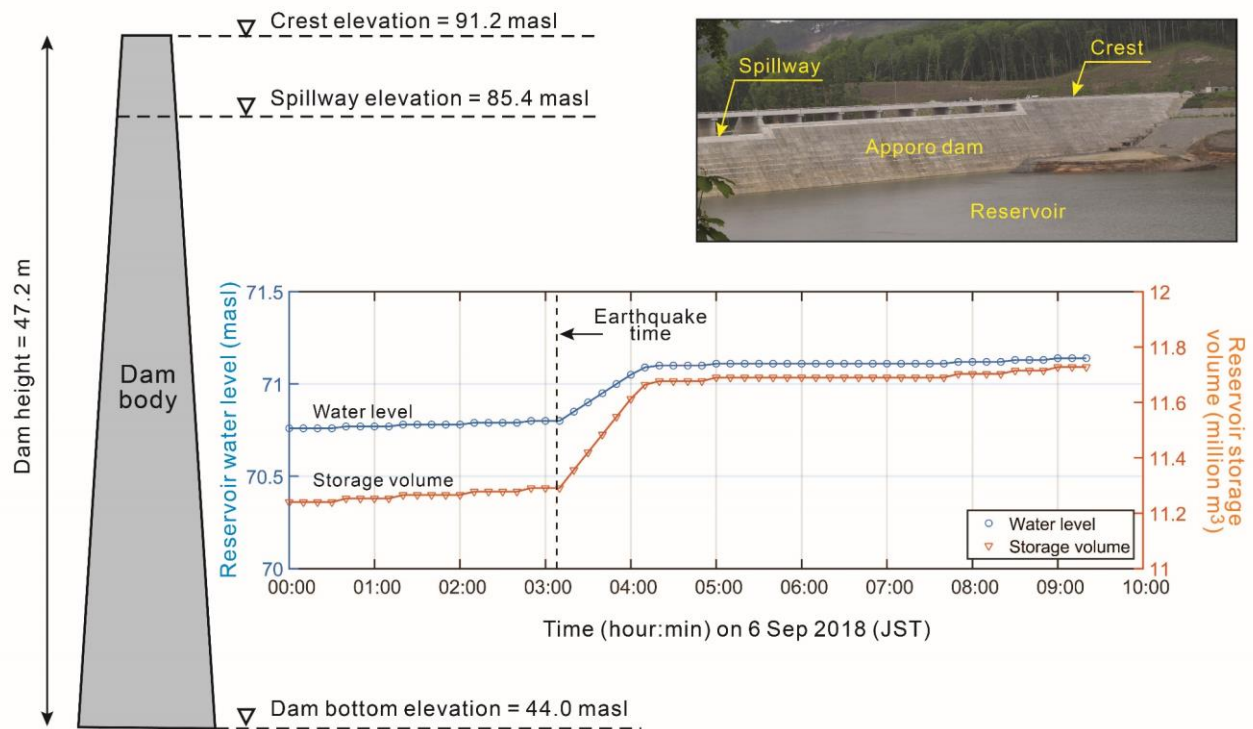 Crest elevation = 91.2 masl
Spillway elevation = 85.4 masl
Dam height = 47.2 m
Dam
body
Dam bottom elevation = 44.0 masl
Spillway
Crest
Apporo dam
Reservoir
Reservoir water level (masl)
71.5
71
70.5
70
Earthquake
time
Water level
Storage volume
Water level
Storage volume
12
11.8
11.6
11.4
11.2
11
Reservoir storage
volume (million m3)
00:00 01:00 02:00 03:00 04:00 05:00 06:00 07:00 08:00 09:00 10:00
Time (hour:min) on 6 Sep 2018 (JST)